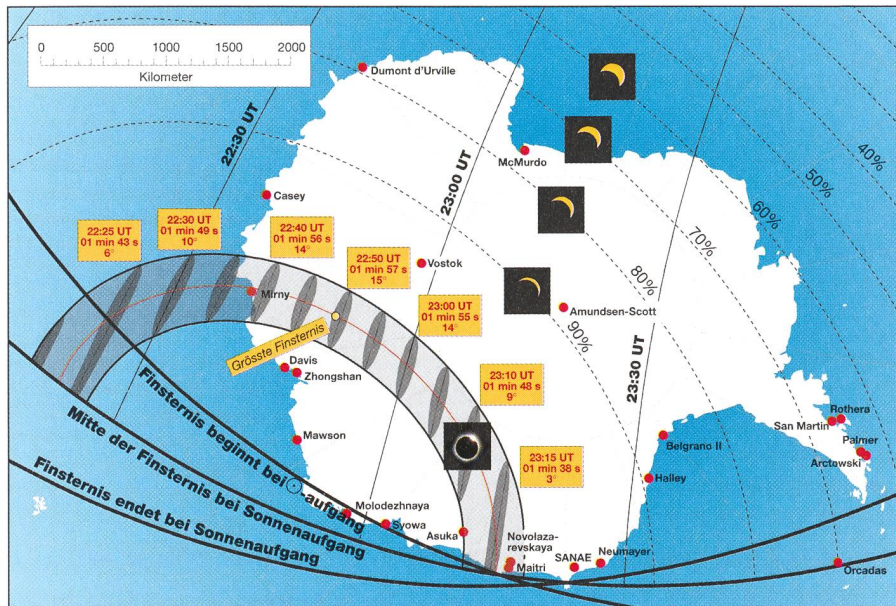 0 500 1000 1500 2000
Kilometer
Dumont d'Urville
22:30 UT
McMurdo
40%
50%
60%
70%
80%
90%
Casey
23:00 UT
22:25 UT
01 min 43 s
6°
22:30 UT
01 min 49 s
10°
22:40 UT
01 min 56 s
14°
22:50 UT
01 min 57 s
15°
Vostok
Mirny
23:00 UT
01 min 55 s
14°
Amundsen-Scott
Grösste Finsternis
23:30 UT
Davis
Zhongshan
23:10 UT
01 min 48 s
9°
Rothera
San Martin
Palmer
Arctowski
Mawson
Belgrano II
23:15 UT
01 min 38 s
3°
Halley
Finsternis beginnt bei ☉-aufgang
Mitte der Finsternis bei Sonnenaufgang
Finsternis endet bei Sonnenaufgang
Molodezhnaya
Syowa
Asuka
Novolaza-
revskaya
Maitri
SANAE
Neumayer
Orcadas